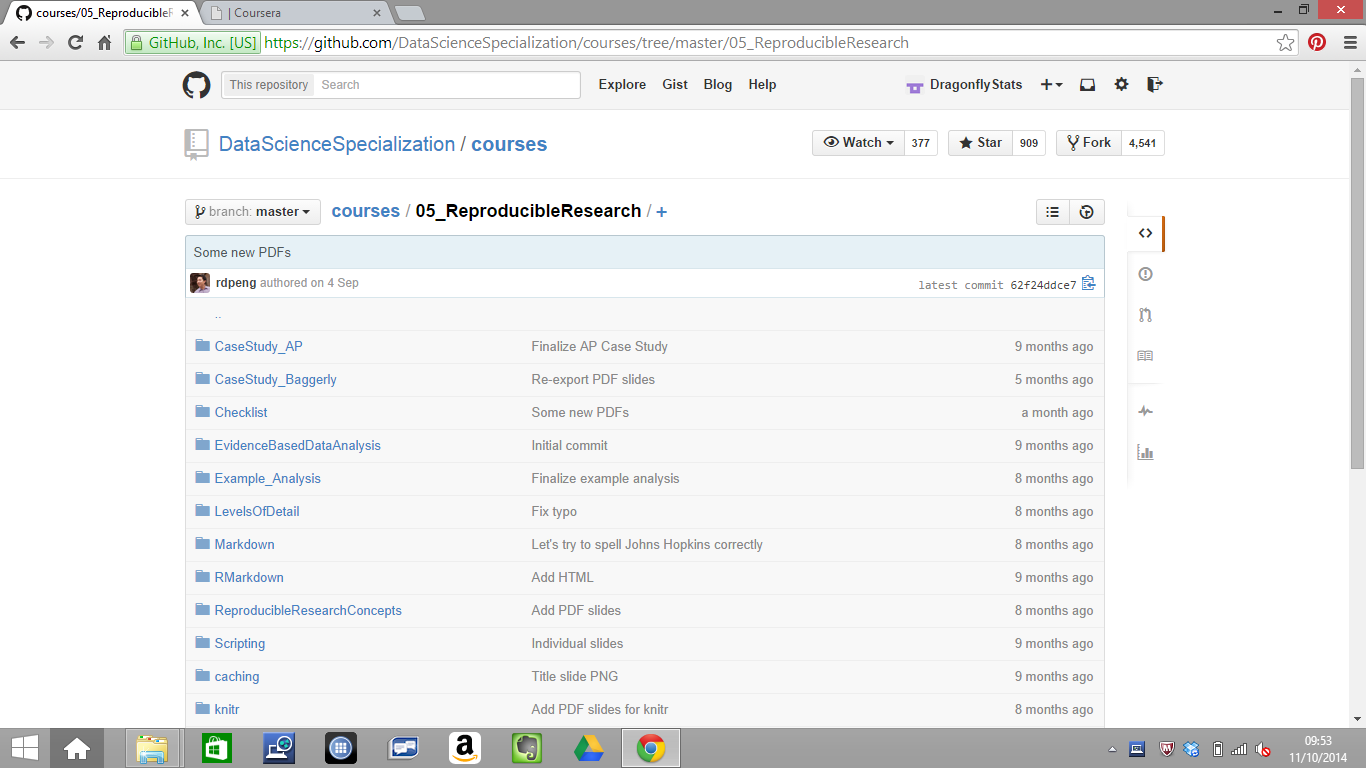 courses/05_ReproducibleR
| Coursera
GitHub, Inc. [US] https://github.com/DataScienceSpecialization/courses/tree/master/05_ReproducibleResearch
This repository Search Explore Gist Blog Help DragonflyStats
DataScienceSpecialization / courses Watch 377 Star 909 Fork 4,541
branch: master courses / 05_ReproducibleResearch / +
Some new PDFs
rdpeng authored on 4 Sep latest commit 62f24ddce7
..
CaseStudy_AP Finalize AP Case Study 9 months ago
CaseStudy_Baggerly Re-export PDF slides 5 months ago
Checklist Some new PDFs a month ago
EvidenceBasedDataAnalysis Initial commit 9 months ago
Example_Analysis Finalize example analysis 8 months ago
LevelsOfDetail Fix typo 8 months ago
Markdown Let's try to spell Johns Hopkins correctly 8 months ago
RMarkdown Add HTML 9 months ago
ReproducibleResearchConcepts Add PDF slides 8 months ago
Scripting Individual slides 9 months ago
caching Title slide PNG 9 months ago
knitr Add PDF slides for knitr 8 months ago
09:53
11/10/2014